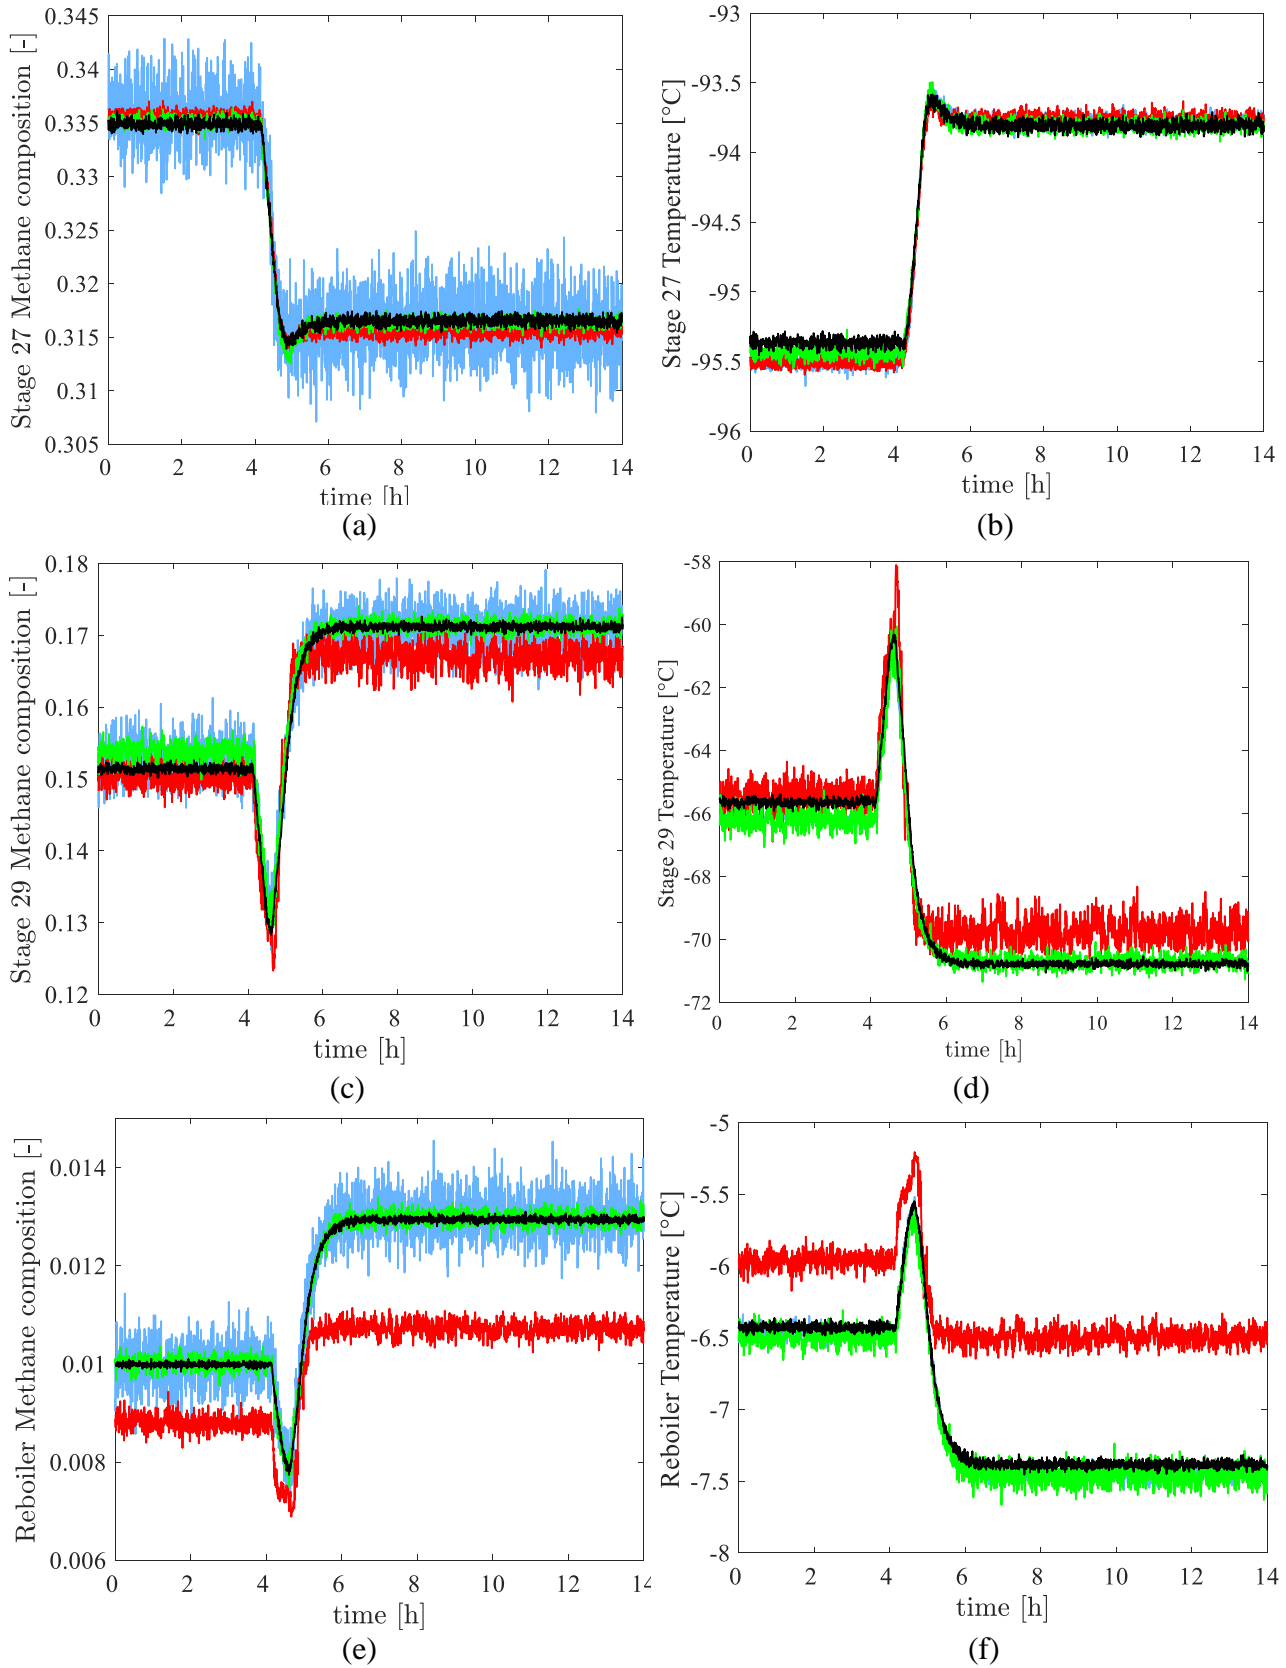 0.345
0.34
0.335
0.33
0.325
0.32
0.315
0.31
0.305
Stage 27 Methane composition [-]
0 2 4 6 8 10 12 14
time [h]
(a)
-93
-93.5
-94
-94.5
-95
-95.5
-96
Stage 27 Temperature [°C]
0 2 4 6 8 10 12 14
time [h]
(b)
0.18
0.17
0.16
0.15
0.14
0.13
0.12
Stage 29 Methane composition [-]
0 2 4 6 8 10 12 14
time [h]
(c)
-58
-60
-62
-64
-66
-68
-70
-72
Stage 29 Temperature [°C]
0 2 4 6 8 10 12 14
time [h]
(d)
0.014
0.012
0.01
0.008
0.006
Reboiler Methane composition [-]
0 2 4 6 8 10 12 14
time [h]
(e)
-5
-5.5
-6
-6.5
-7
-7.5
-8
Reboiler Temperature [°C]
0 2 4 6 8 10 12 14
time [h]
(f)